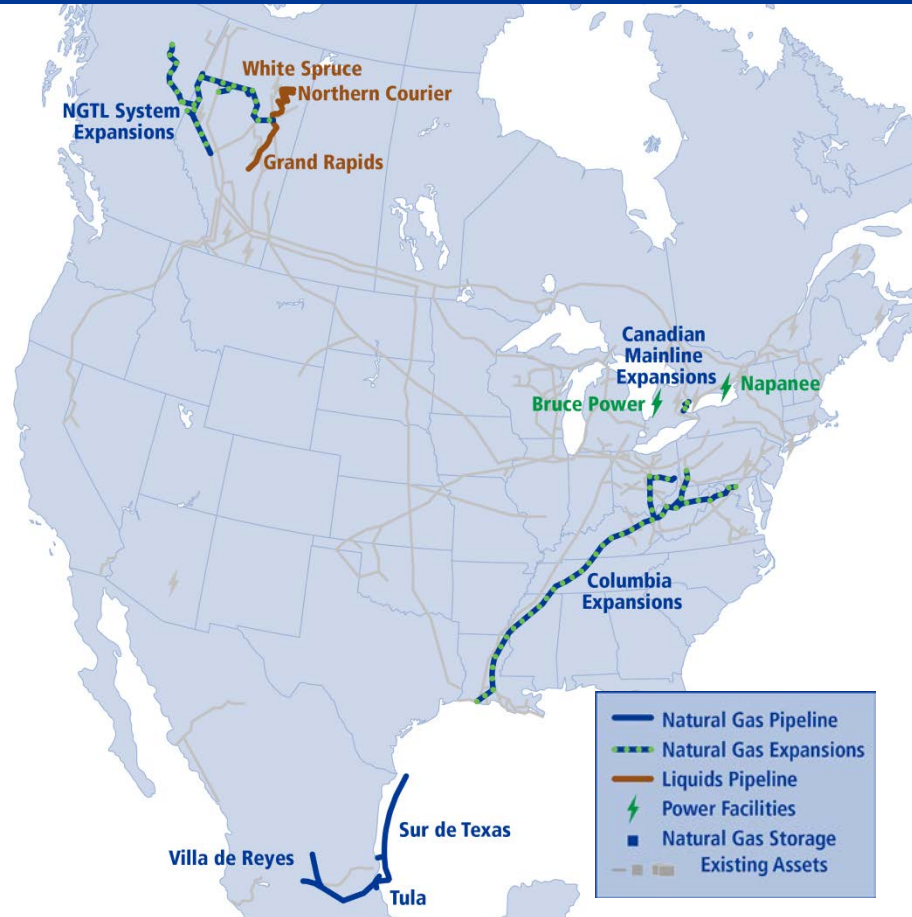 White Spruce
Northern Courier
NGTL System
Expansions
Grand Rapids
Canadian
Mainline
Expansions
Napanee
Bruce Power
Columbia
Expansions
Sur de Texas
Villa de Reyes
Tula
Natural Gas Pipeline
Natural Gas Expansions
Liquids Pipeline
Power Facilities
Natural Gas Storage
Existing Assets